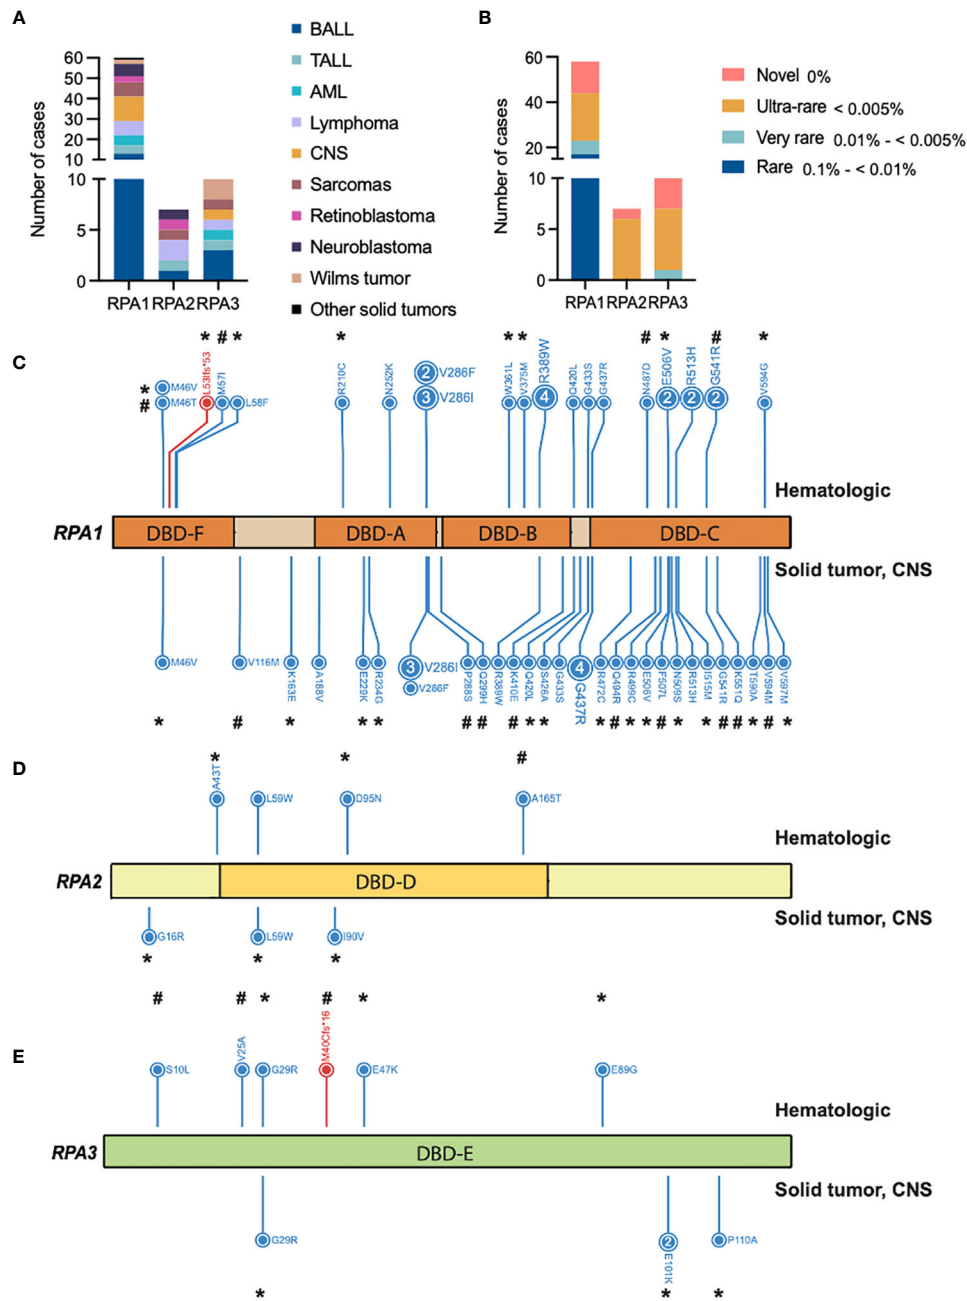 A
B
Number of cases
60
50
40
30
20
10
10
5
0
RPA1 RPA2 RPA3
BALL
TALL
AML
Lymphoma
CNS
Sarcomas
Retinoblastoma
Neuroblastoma
Wilms tumor
Other solid tumors
Number of cases
60
40
20
10
5
0
RPA1 RPA2 RPA3
Novel 0%
Ultra-rare < 0.005%
Very rare 0.01% - < 0.005%
Rare 0.1% - < 0.01%
C
* # * * * * # * # *
* M46V
# M46T
L53Ifs*53
M57I
L58F
R210C
N252K
2 V286F
3 V286I
W361L
V375M
4 R389W
Q420L
G433S
G437R
N487D
2 E506V
2 R513H
2 G541R
V594G
Hematologic
RPA1 DBD-F DBD-A DBD-B DBD-C
Solid tumor, CNS
M46V
V116M
K163E
A188V
E229K
R234G
3 V286I
V286F
P288S
Q299H
R389W
K410E
Q420L
S426A
G433S
4 G437R
R472C
Q494R
R499C
E506V
F507L
N509S
R513H
I515M
G541R
K551Q
T590A
V594M
V597M
* # * * * # # # * * * # * * # * * # # * # *
D
* * #
A43T
L59W
D95N
A165T
Hematologic
RPA2 DBD-D
Solid tumor, CNS
G16R
L59W
I90V
* * *
# # * # * *
E
S10L
V25A
G29R
M40Cfs*16
E47K
E89G
Hematologic
RPA3 DBD-E
Solid tumor, CNS
G29R
2 E101K
P110A
* * *